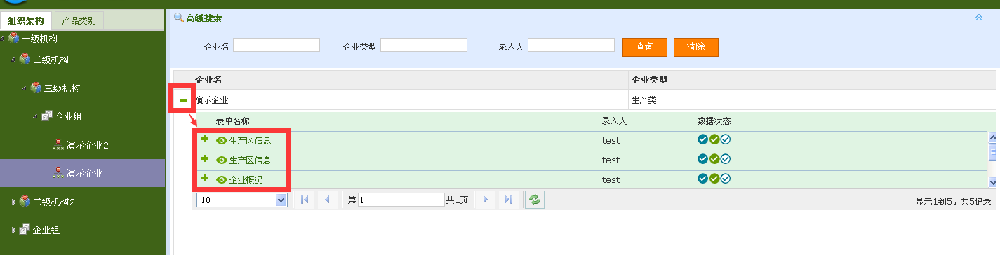 组织架构 产品类别
一级机构
二级机构
三级机构
企业组
演示企业2
演示企业
二级机构2
企业组
高级搜索
企业名 企业类型 录入人 查询 清除
企业名 企业类型
演示企业 生产类
表单名称 录入人 数据状态
生产区信息 test
生产区信息 test
企业概况 test
10 第 1 共1页 显示1到5，共5记录